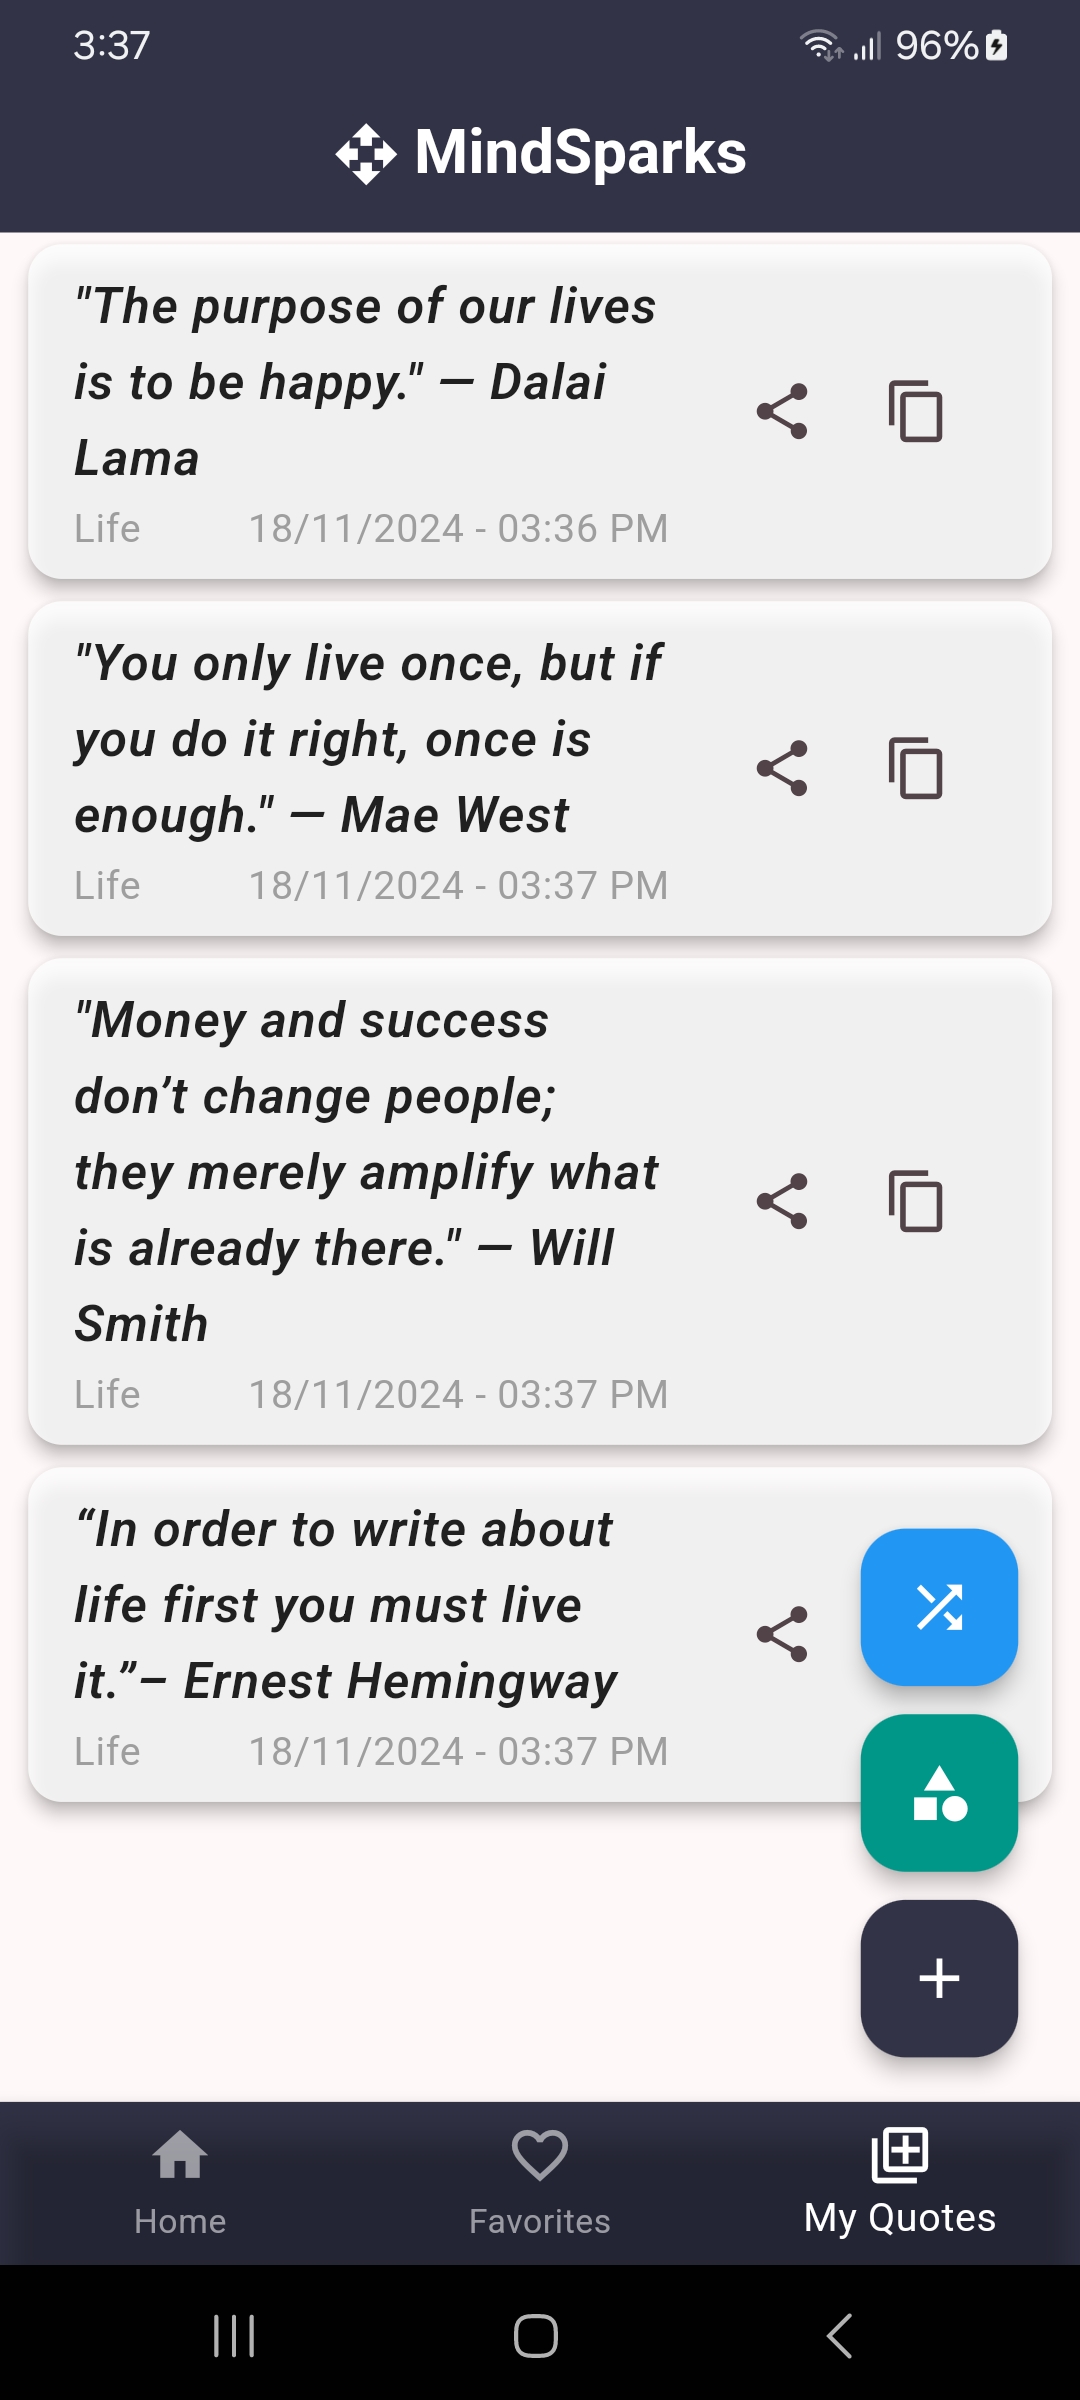 3:37 96%
MindSparks
"The purpose of our lives
is to be happy." — Dalai
Lama
Life 18/11/2024 - 03:36 PM
"You only live once, but if
you do it right, once is
enough." — Mae West
Life 18/11/2024 - 03:37 PM
"Money and success
don’t change people;
they merely amplify what
is already there." — Will
Smith
Life 18/11/2024 - 03:37 PM
“In order to write about
life first you must live
it.”– Ernest Hemingway
Life 18/11/2024 - 03:37 PM
Home Favorites My Quotes